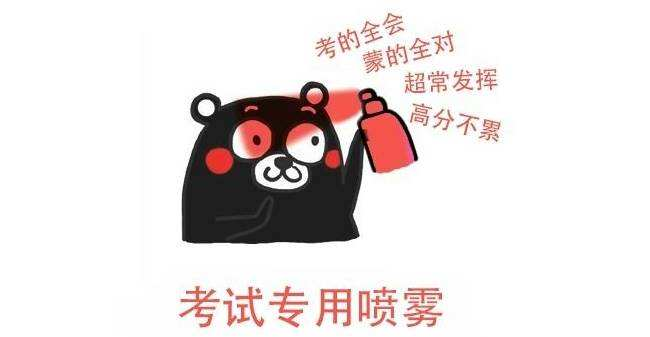 考的全会
蒙的全对
超常发挥
高分不累
考试专用喷雾